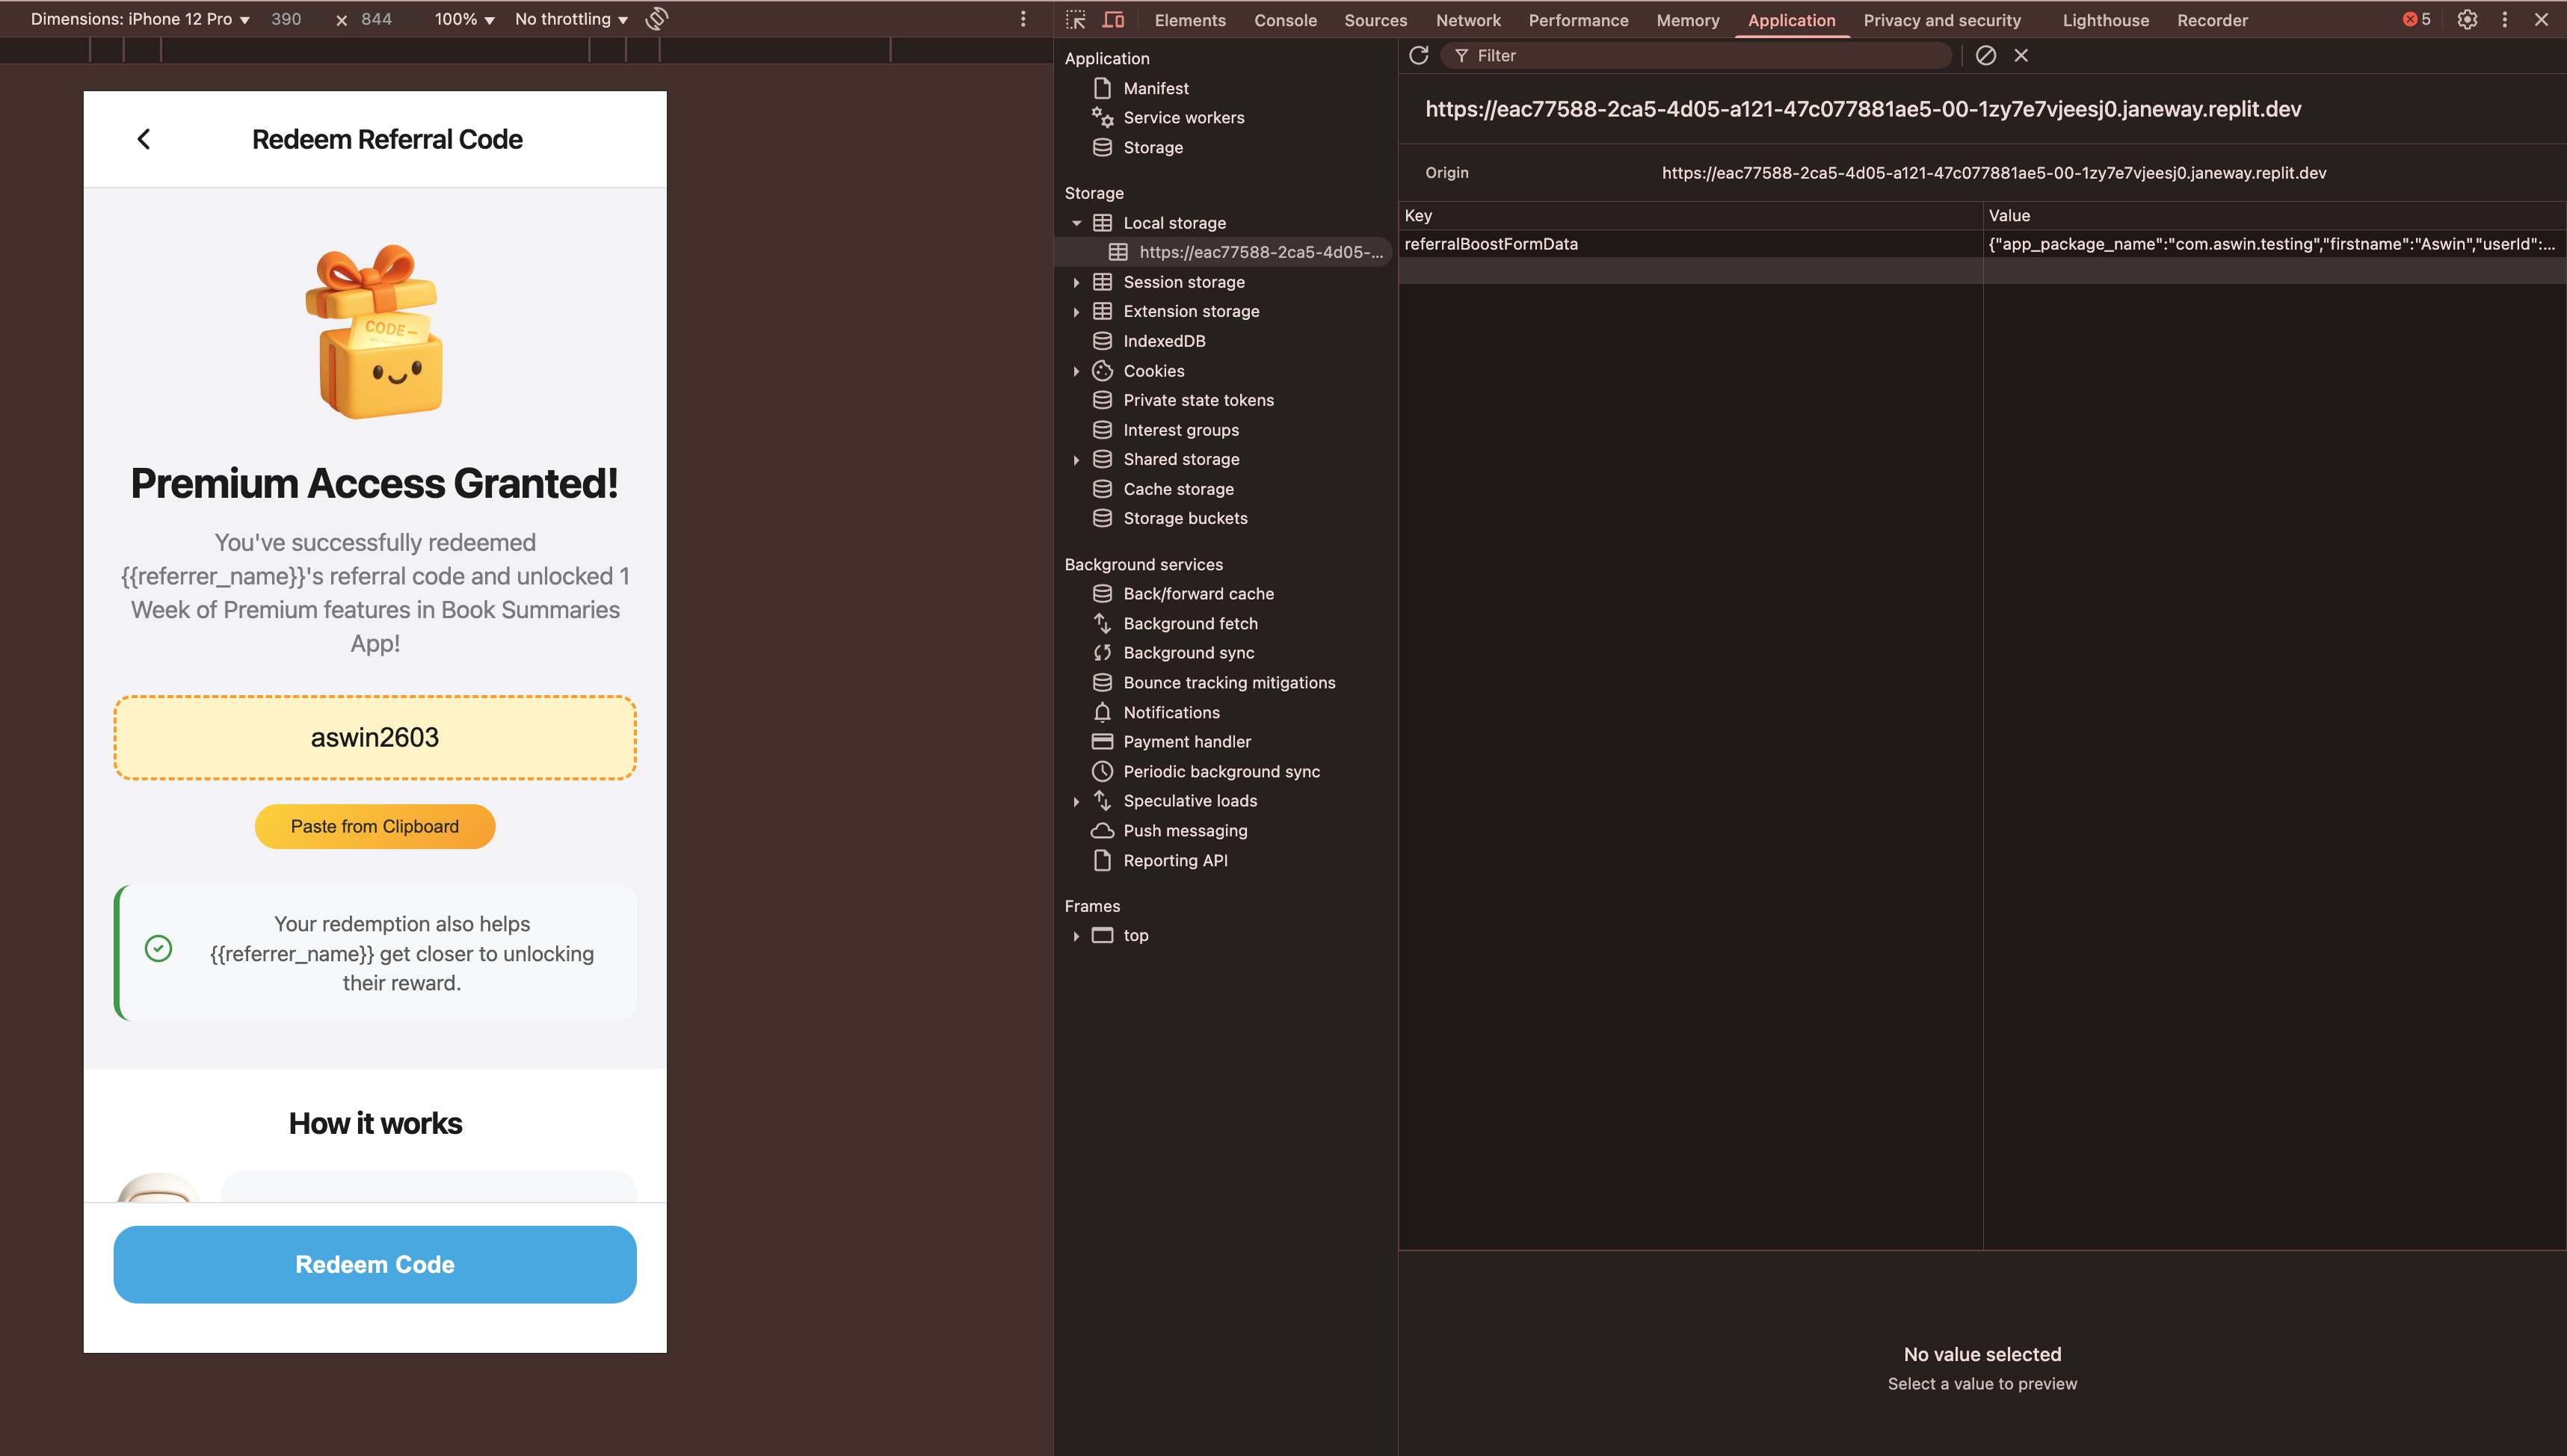 Dimensions: iPhone 12 Pro 390 x 844 100% No throttling
Redeem Referral Code
CODE
Premium Access Granted!
You've successfully redeemed
{{referrer_name}}'s referral code and unlocked 1
Week of Premium features in Book Summaries
App!
aswin2603
Paste from Clipboard
Your redemption also helps
{{referrer_name}} get closer to unlocking
their reward.
How it works
Redeem Code
Elements Console Sources Network Performance Memory Application Privacy and security Lighthouse Recorder 5
Application
Manifest
Service workers
Storage
Storage
Local storage
https://eac77588-2ca5-4d05-...
Session storage
Extension storage
IndexedDB
Cookies
Private state tokens
Interest groups
Shared storage
Cache storage
Storage buckets
Background services
Back/forward cache
Background fetch
Background sync
Bounce tracking mitigations
Notifications
Payment handler
Periodic background sync
Speculative loads
Push messaging
Reporting API
Frames
top
Filter
https://eac77588-2ca5-4d05-a121-47c077881ae5-00-1zy7e7vjeesj0.janeway.replit.dev
Origin https://eac77588-2ca5-4d05-a121-47c077881ae5-00-1zy7e7vjeesj0.janeway.replit.dev
Key Value
referralBoostFormData {"app_package_name":"com.aswin.testing","firstname":"Aswin","userId":...
No value selected
Select a value to preview